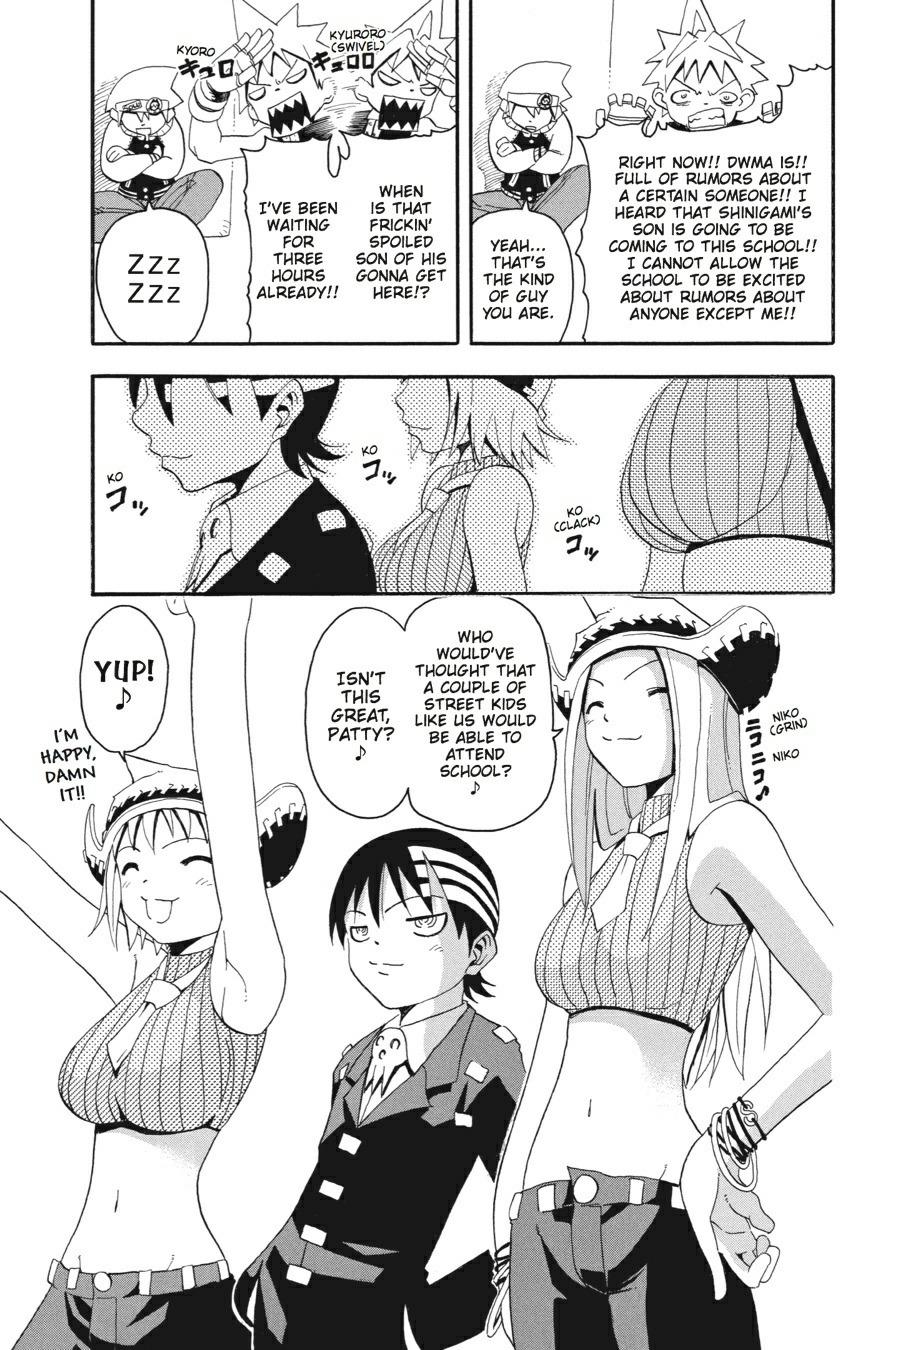 RIGHT NOW!! DWMA IS!!
FULL OF RUMORS ABOUT
A CERTAIN SOMEONE!! I
HEARD THAT SHINIGAMI'S
SON IS GOING TO BE
COMING TO THIS SCHOOL!!
I CANNOT ALLOW THE
SCHOOL TO BE EXCITED
ABOUT RUMORS ABOUT
ANYONE EXCEPT ME!!
YEAH...
THAT'S
THE KIND
OF GUY
YOU ARE.
KYURORO
(SWIVEL)
キュロロ
KYORO
キュロ
WHEN
IS THAT
FRICKIN'
SPOILED
SON OF HIS
GONNA GET
HERE!?
I'VE BEEN
WAITING
FOR
THREE
HOURS
ALREADY!!
ZZZ
ZZZ
KO
(CLACK)
コッ
KO
コッ
KO
コッ
WHO
WOULD'VE
THOUGHT THAT
A COUPLE OF
STREET KIDS
LIKE US WOULD
BE ABLE TO
ATTEND
SCHOOL?
♪
ISN'T
THIS
GREAT,
PATTY?
♪
NIKO
(GRIN)
NIKO
ニコニコ♪
YUP!
♪
I'M
HAPPY,
DAMN
IT!!